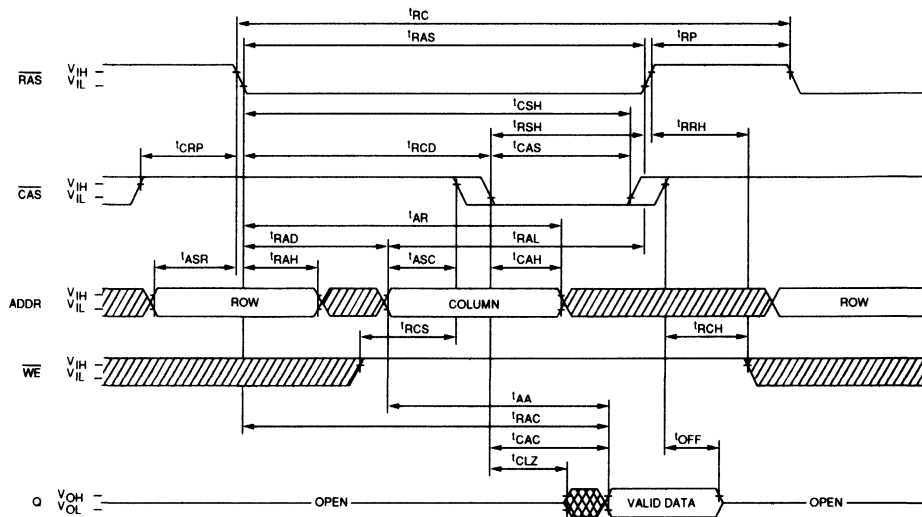 tRC
tRAS tRP
RAS VIH VIL
tCSH
tRSH tRRH
tCRP tRCD tCAS
CAS VIH VIL
tAR
tRAD tRAL
tASR tRAH tASC tCAH
ADDR VIH VIL ROW COLUMN ROW
tRCS tRCH
WE VIH VIL
tAA
tRAC
tCAC tOFF
tCLZ
Q VOH VOL OPEN VALID DATA OPEN